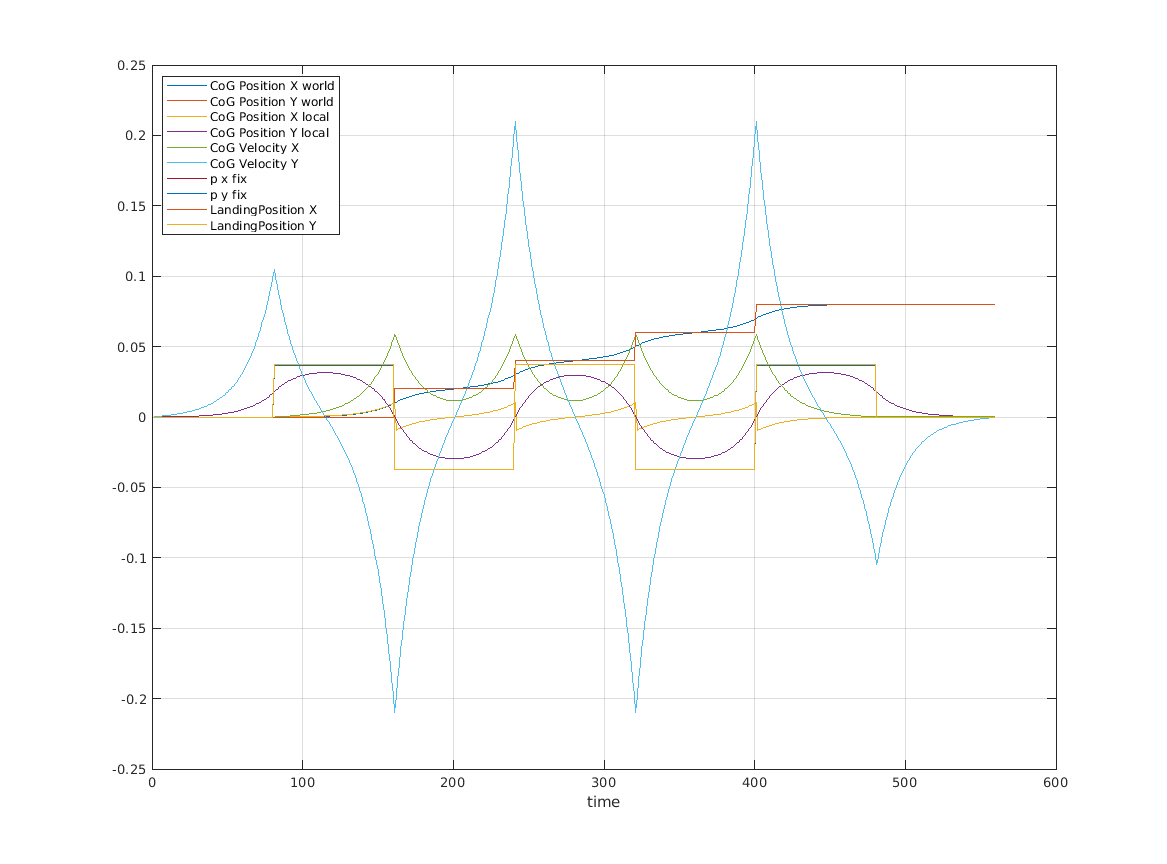 0.25
0.2
0.15
0.1
0.05
0
-0.05
-0.1
-0.15
-0.2
-0.25
CoG Position X world
CoG Position Y world
CoG Position X local
CoG Position Y local
CoG Velocity X
CoG Velocity Y
p x fix
p y fix
LandingPosition X
LandingPosition Y
0 100 200 300 400 500 600
time